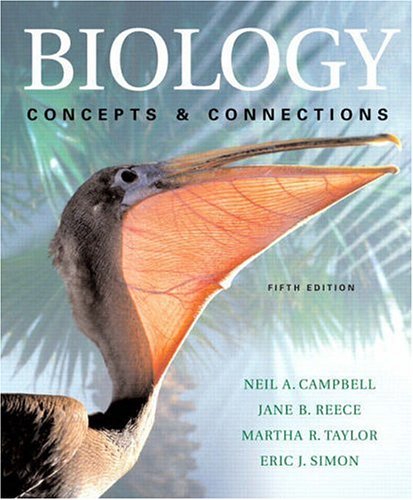 BIOLOGY
CONCEPTS & CONNECTIONS
FIFTH EDITION
NEIL A. CAMPBELL
JANE B. REECE
MARTHA R. TAYLOR
ERIC J. SIMON